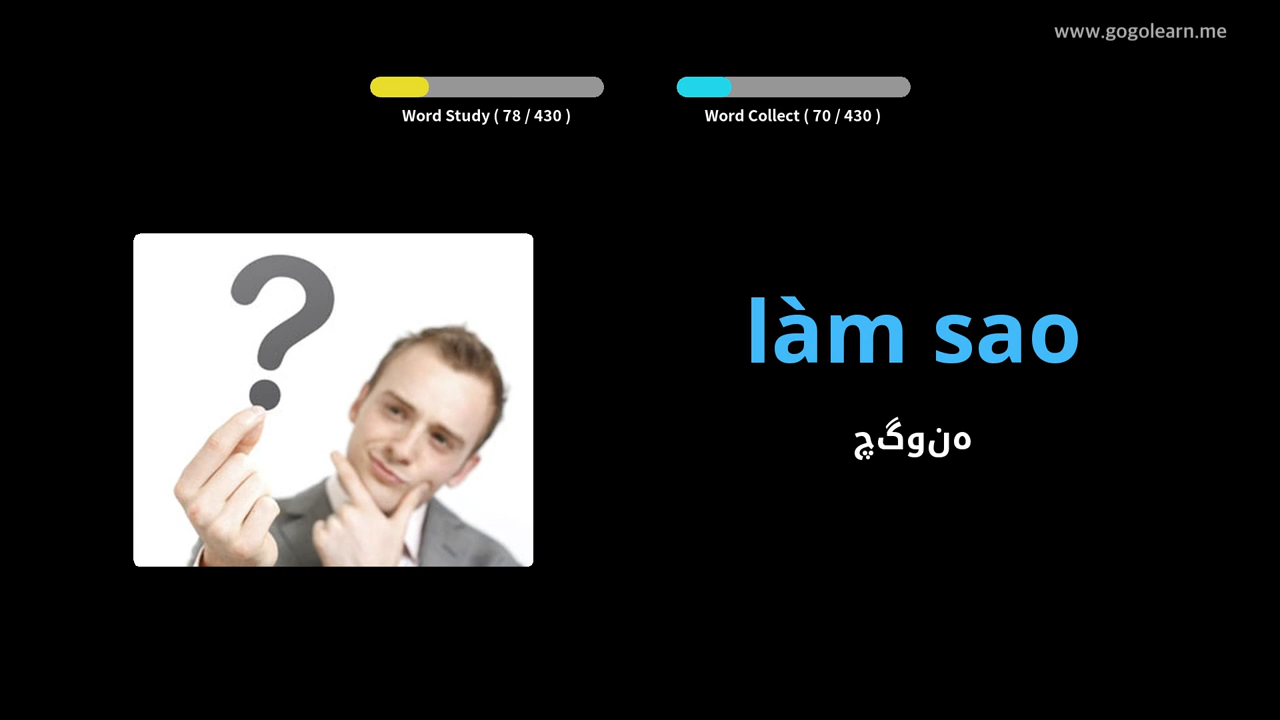 www.gogolearn.me
Word Study ( 78 / 430 )
Word Collect ( 70 / 430 )
làm sao
چگونه